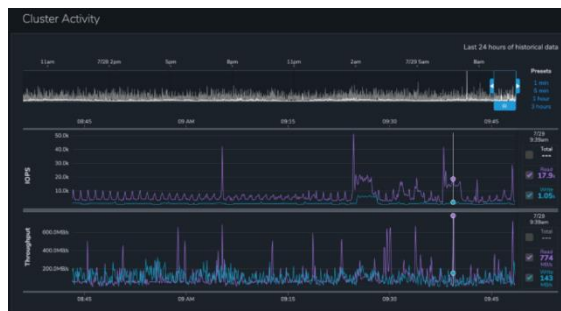 Cluster Activity
Last 24 hours of historical data
11am 7/28 2pm 5pm 8pm 11pm 2am 7/29 5am 8am
Presets
1 min
5 min
1 hour
3 hours
08:45 09 AM 09:15 09:30 09:45
IOPS
50.0k
40.0k
30.0k
20.0k
10.0k
7/29
9:39am
Total
---
Read
17.9k
Write
1.05k
Throughput
600.0MB/s
400.0MB/s
200.0MB/s
7/29
9:39am
Total
---
Read
774
MB/s
Write
143
MB/s
08:45 09 AM 09:15 09:30 09:45